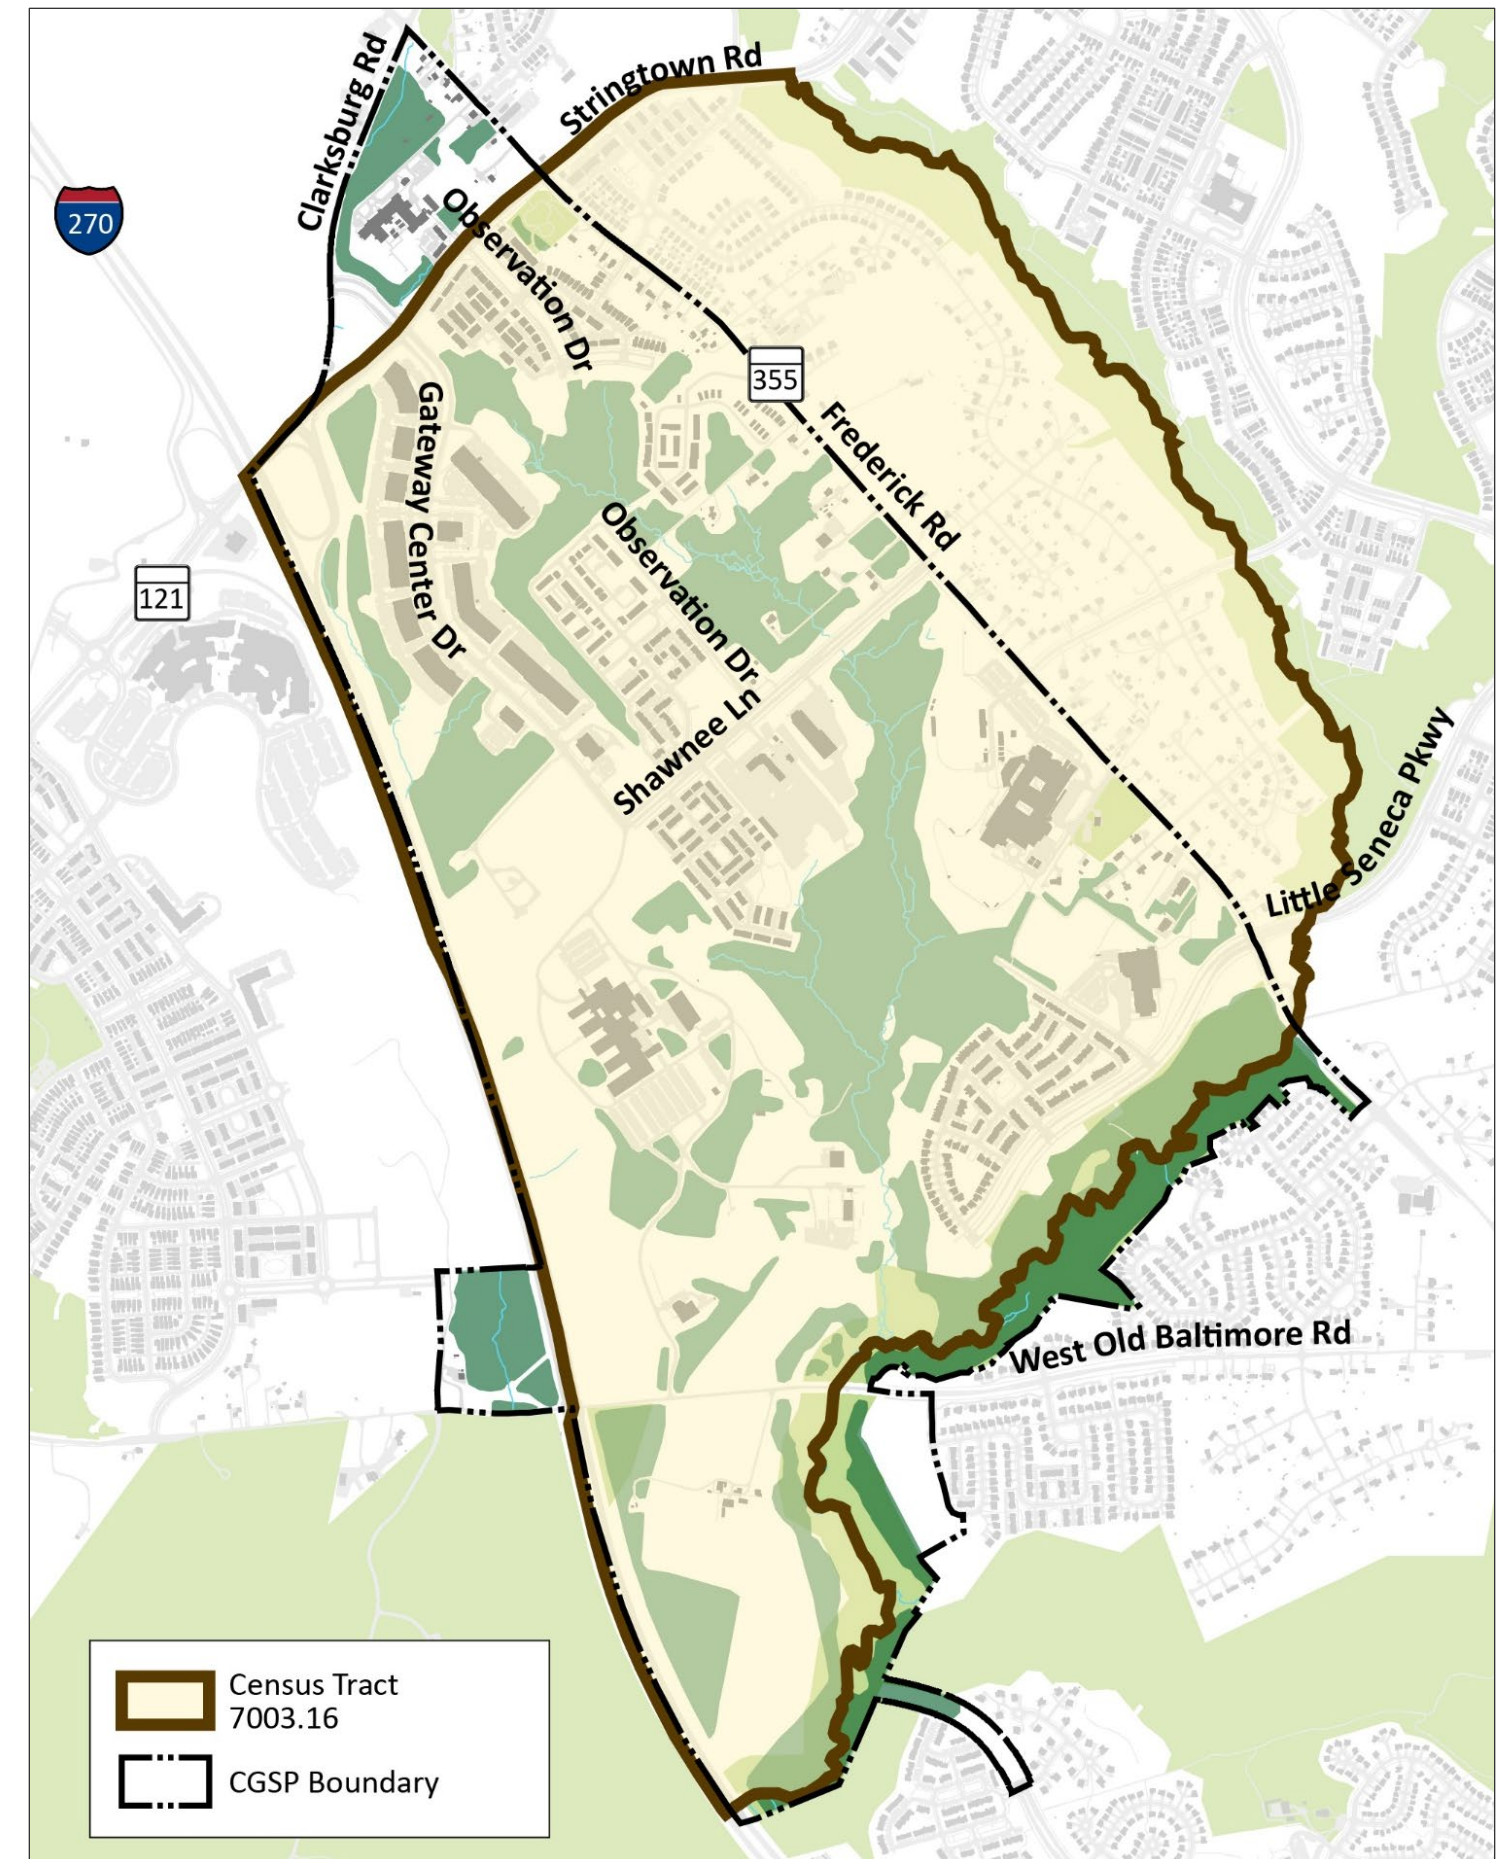 Clarksburg Rd
Stringtown Rd
270
Observation Dr
355
Gateway Center Dr
Frederick Rd
Observation Dr
121
Shawnee Ln
Little Seneca Pkwy
West Old Baltimore Rd
Census Tract
7003.16
CGSP Boundary